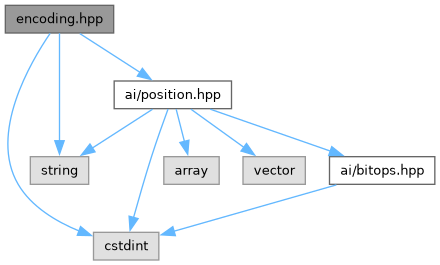 encoding.hpp
ai/position.hpp
string
array
vector
ai/bitops.hpp
cstdint